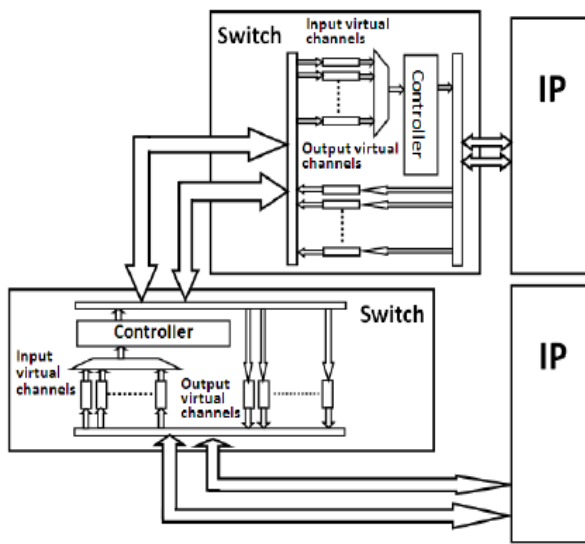 Switch
Input virtual
channels
Controller
Output virtual
channels
IP
Switch
Controller
Input
virtual
channels
Output
virtual
channels
IP